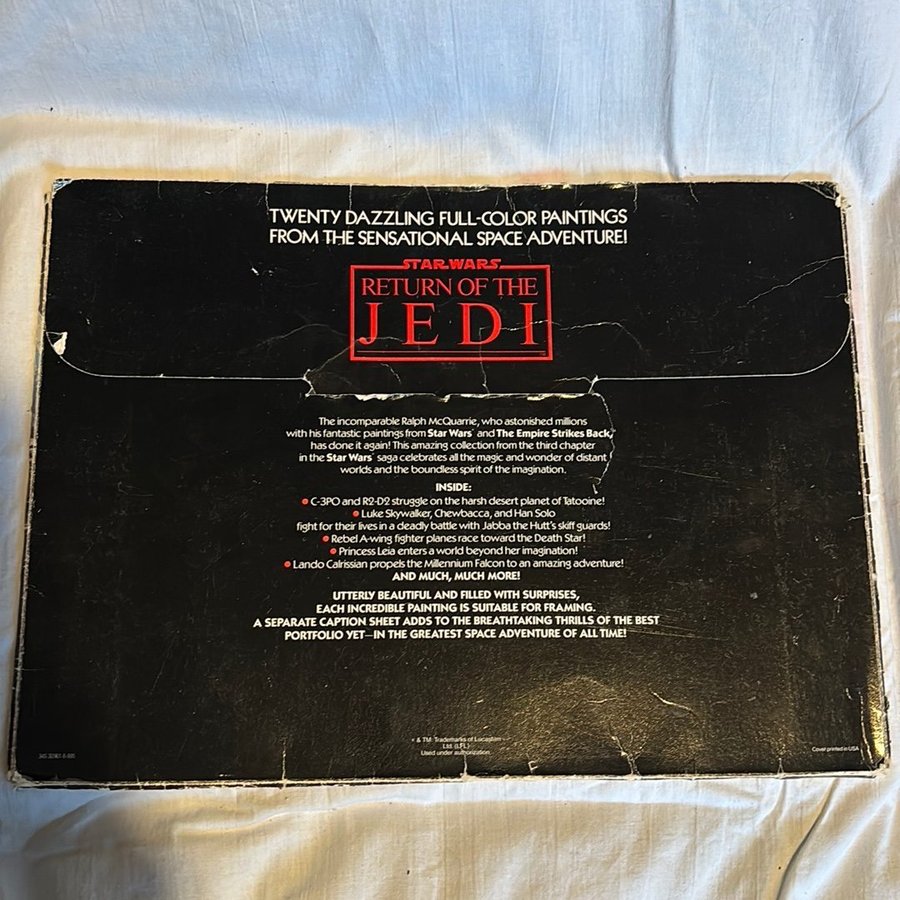 TWENTY DAZZLING FULL-COLOR PAINTINGS
FROM THE SENSATIONAL SPACE ADVENTURE!
STAR WARS
RETURN OF THE
JEDI
The incomparable Ralph McQuarrie, who astonished millions
with his fantastic paintings from Star Wars and The Empire Strikes Back,
has done it again! This amazing collection from the third chapter
in the Star Wars saga celebrates all the magic and wonder of distant
worlds and the boundless spirit of the imagination.
INSIDE:
• C-3PO and R2-D2 struggle on the harsh desert planet of Tatooine!
• Luke Skywalker, Chewbacca, and Han Solo
fight for their lives in a deadly battle with Jabba the Hutt's skiff guards!
• Rebel A-wing fighter planes race toward the Death Star!
• Princess Leia enters a world beyond her imagination!
• Lando Calrissian propels the Millennium Falcon to an amazing adventure!
AND MUCH, MUCH MORE!
UTTERLY BEAUTIFUL AND FILLED WITH SURPRISES,
EACH INCREDIBLE PAINTING IS SUITABLE FOR FRAMING.
A SEPARATE CAPTION SHEET ADDS TO THE BREATHTAKING THRILLS OF THE BEST
PORTFOLIO YET—IN THE GREATEST SPACE ADVENTURE OF ALL TIME!
& TM: Trademarks of Lucasfilm
Ltd. (LFL)
Used under authorization.
Cover printed in USA